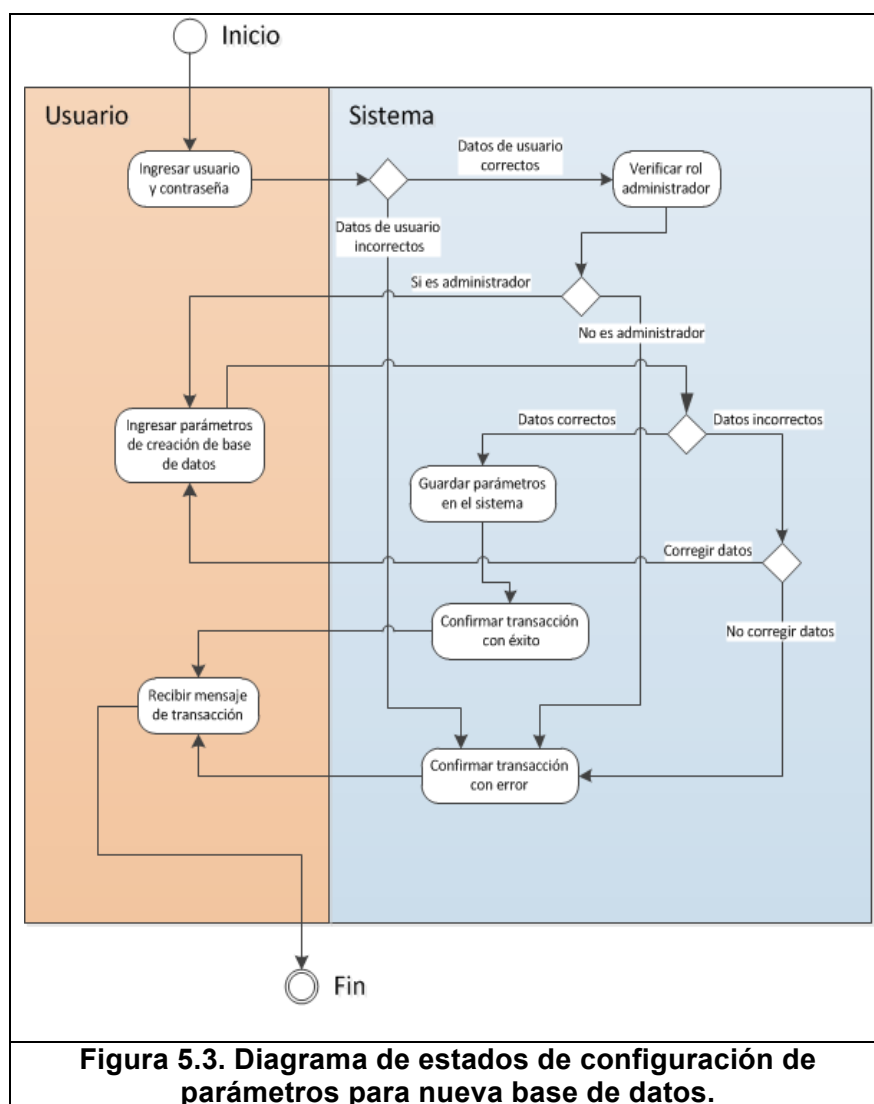 Inicio
Usuario
Sistema
Ingresar usuario
y contraseña
Datos de usuario
correctos
Verificar rol
administrador
Datos de usuario
incorrectos
Si es administrador
No es administrador
Ingresar parámetros
de creación de base
de datos
Datos correctos
Datos incorrectos
Guardar parámetros
en el sistema
Corregir datos
Confirmar transacción
con éxito
No corregir datos
Recibir mensaje
de transacción
Confirmar transacción
con error
Fin
Figura 5.3. Diagrama de estados de configuración de
parámetros para nueva base de datos.